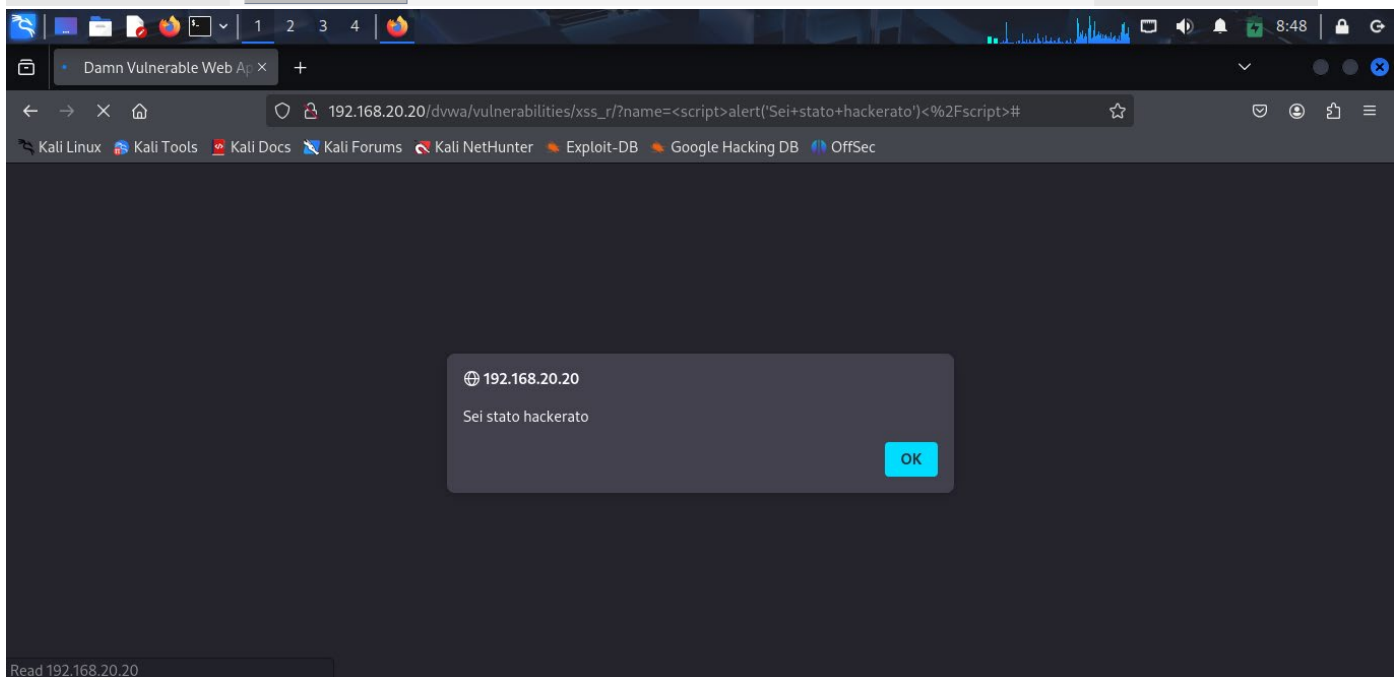 1 2 3 4 8:48
Damn Vulnerable Web Ap
192.168.20.20/dvwa/vulnerabilities/xss_r/?name=<script>alert('Sei+stato+hackerato')<%2Fscript>#
Kali Linux Kali Tools Kali Docs Kali Forums Kali NetHunter Exploit-DB Google Hacking DB OffSec
192.168.20.20
Sei stato hackerato
OK
Read 192.168.20.20